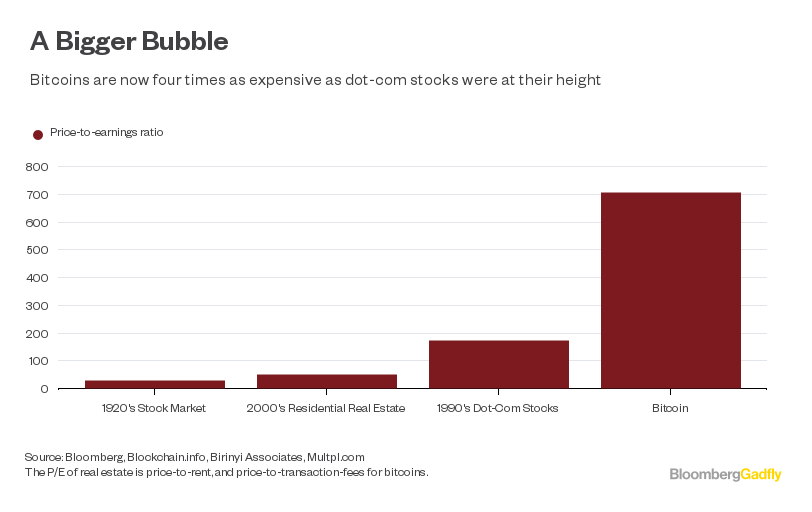 A Bigger Bubble
Bitcoins are now four times as expensive as dot-com stocks were at their height
Price-to-earnings ratio
800
700
600
500
400
300
200
100
0
1920's Stock Market
2000's Residential Real Estate
1990's Dot-Com Stocks
Bitcoin
Source: Bloomberg, Blockchain.info, Birinyi Associates, Multpl.com
The P/E of real estate is price-to-rent, and price-to-transaction-fees for bitcoins.
BloombergGadfly